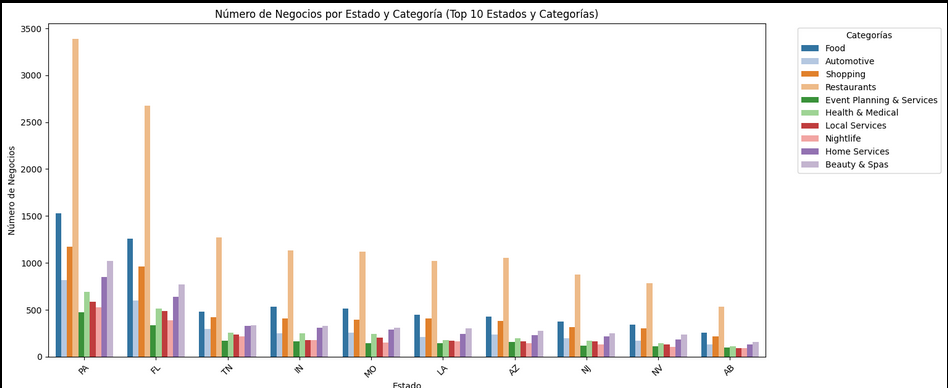 Número de Negocios por Estado y Categoría (Top 10 Estados y Categorías)
Número de Negocios
3500
3000
2500
2000
1500
1000
500
0
PA
FL
TN
IN
MO
LA
AZ
NJ
NV
AB
Estado
Categorías
Food
Automotive
Shopping
Restaurants
Event Planning & Services
Health & Medical
Local Services
Nightlife
Home Services
Beauty & Spas